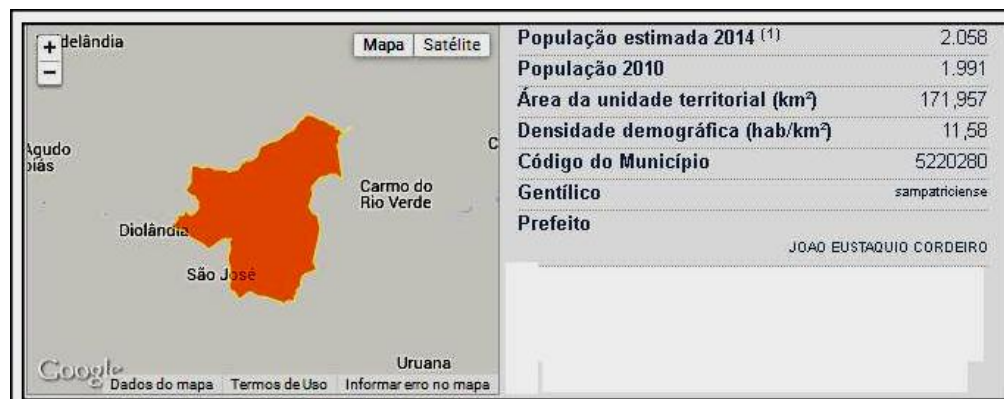 delândia
+
−
Mapa
Satélite
Agudo
Carmo do
Rio Verde
Diolândia
São José
Uruana
Google
Dados do mapa
Termos de Uso
Informar erro no mapa
População estimada 2014 (1) 2.058
População 2010 1.991
Área da unidade territorial (km²) 171,957
Densidade demográfica (hab/km²) 11,58
Código do Município 5220280
Gentílico sampatriciense
Prefeito
JOAO EUSTAQUIO CORDEIRO